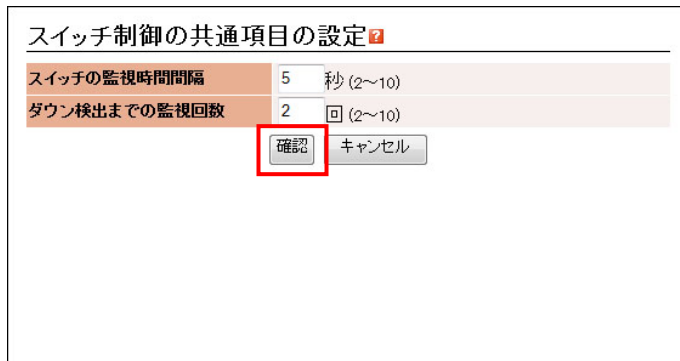 スイッチ制御の共通項目の設定?
スイッチの監視時間間隔 5 秒 (2～10)
ダウン検出までの監視回数 2 回 (2～10)
確認 キャンセル